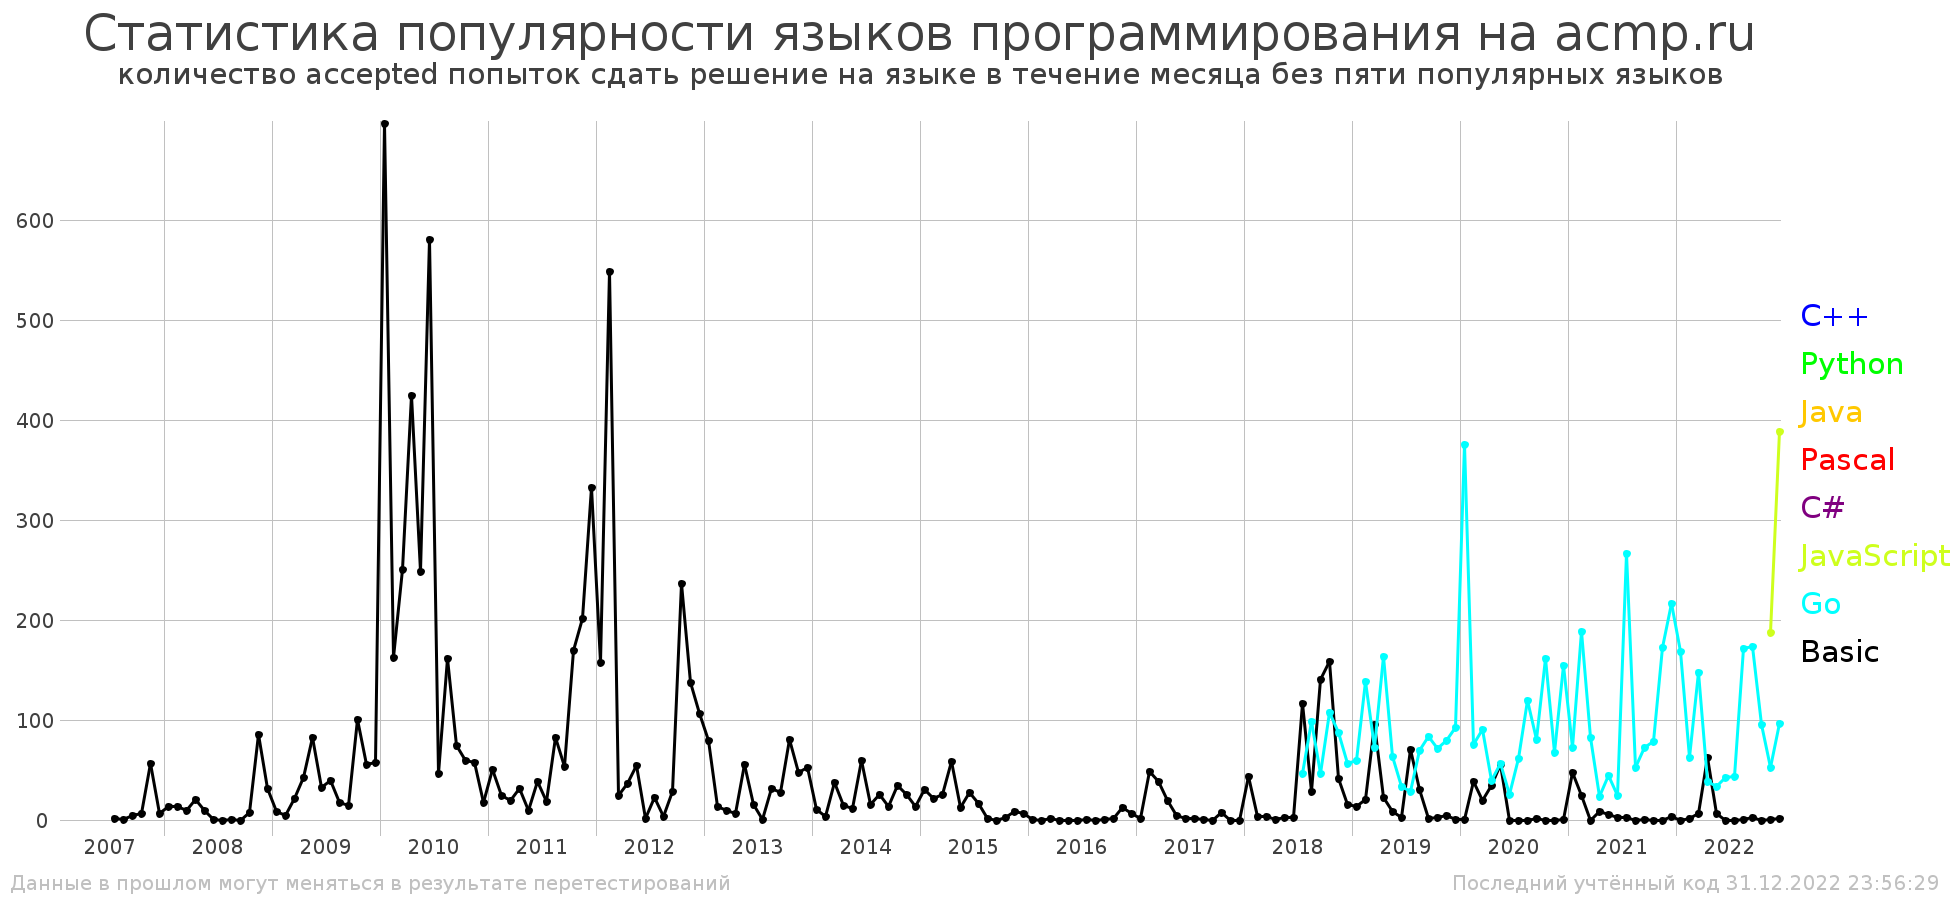 Статистика популярности языков программирования на acmp.ru
количество accepted попыток сдать решение на языке в течение месяца без пяти популярных языков
600
500
400
300
200
100
0
2007 2008 2009 2010 2011 2012 2013 2014 2015 2016 2017 2018 2019 2020 2021 2022
C++
Python
Java
Pascal
C#
JavaScript
Go
Basic
Данные в прошлом могут меняться в результате перетестирований
Последний учтённый код 31.12.2022 23:56:29